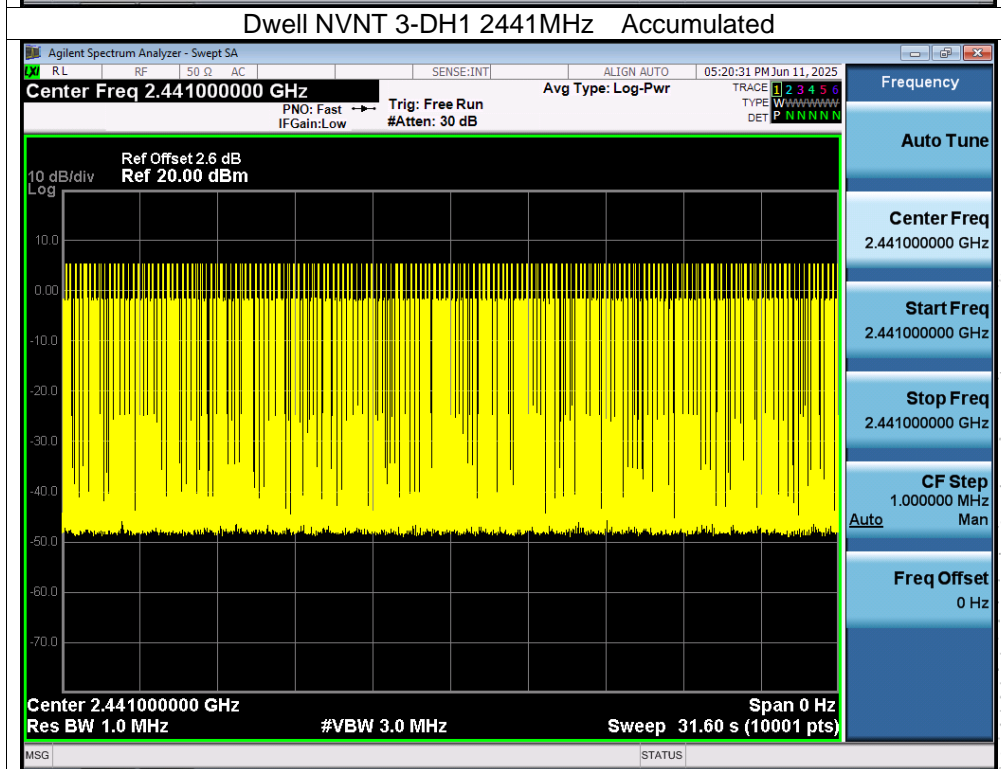 Dwell NVNT 3-DH1 2441MHz Accumulated
Agilent Spectrum Analyzer - Swept SA
LXI RL RF 50 Ω AC SENSE:INT ALIGN AUTO 05:20:31 PM Jun 11, 2025
Center Freq 2.441000000 GHz
PNO: Fast
IFGain:Low
Trig: Free Run
#Atten: 30 dB
Avg Type: Log-Pwr
TRACE 1 2 3 4 5 6
TYPE WWWWWWW
DET P N N N N N
Frequency
Auto Tune
Center Freq
2.441000000 GHz
Start Freq
2.441000000 GHz
Stop Freq
2.441000000 GHz
CF Step
1.000000 MHz
Auto Man
Freq Offset
0 Hz
Ref Offset 2.6 dB
10 dB/div Ref 20.00 dBm
Log
10.0
0.00
-10.0
-20.0
-30.0
-40.0
-50.0
-60.0
-70.0
Center 2.441000000 GHz Span 0 Hz
Res BW 1.0 MHz #VBW 3.0 MHz Sweep 31.60 s (10001 pts)
MSG STATUS